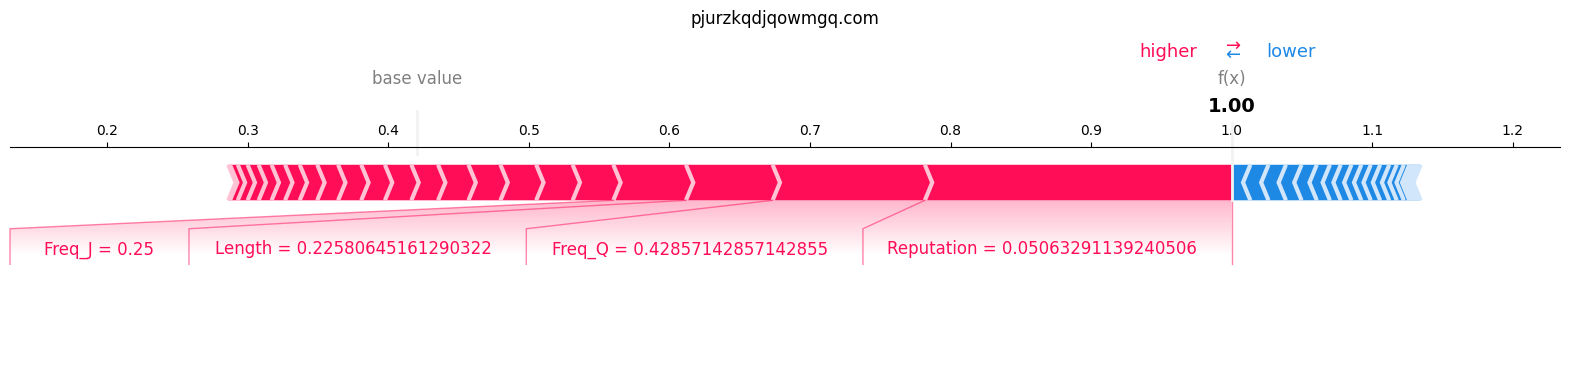 pjurzkqdjqowmgq.com
higher ⇄ lower
base value f(x)
1.00
0.2 0.3 0.4 0.5 0.6 0.7 0.8 0.9 1.0 1.1 1.2
Freq_J = 0.25 Length = 0.22580645161290322 Freq_Q = 0.42857142857142855 Reputation = 0.05063291139240506